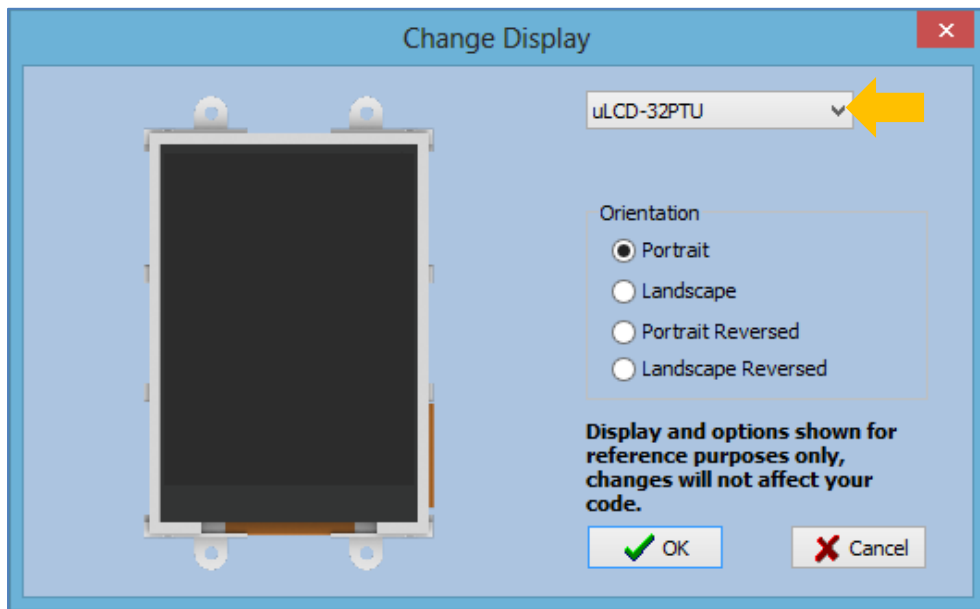 Change Display
uLCD-32PTU
Orientation
Portrait
Landscape
Portrait Reversed
Landscape Reversed
Display and options shown for
reference purposes only,
changes will not affect your
code.
OK
Cancel